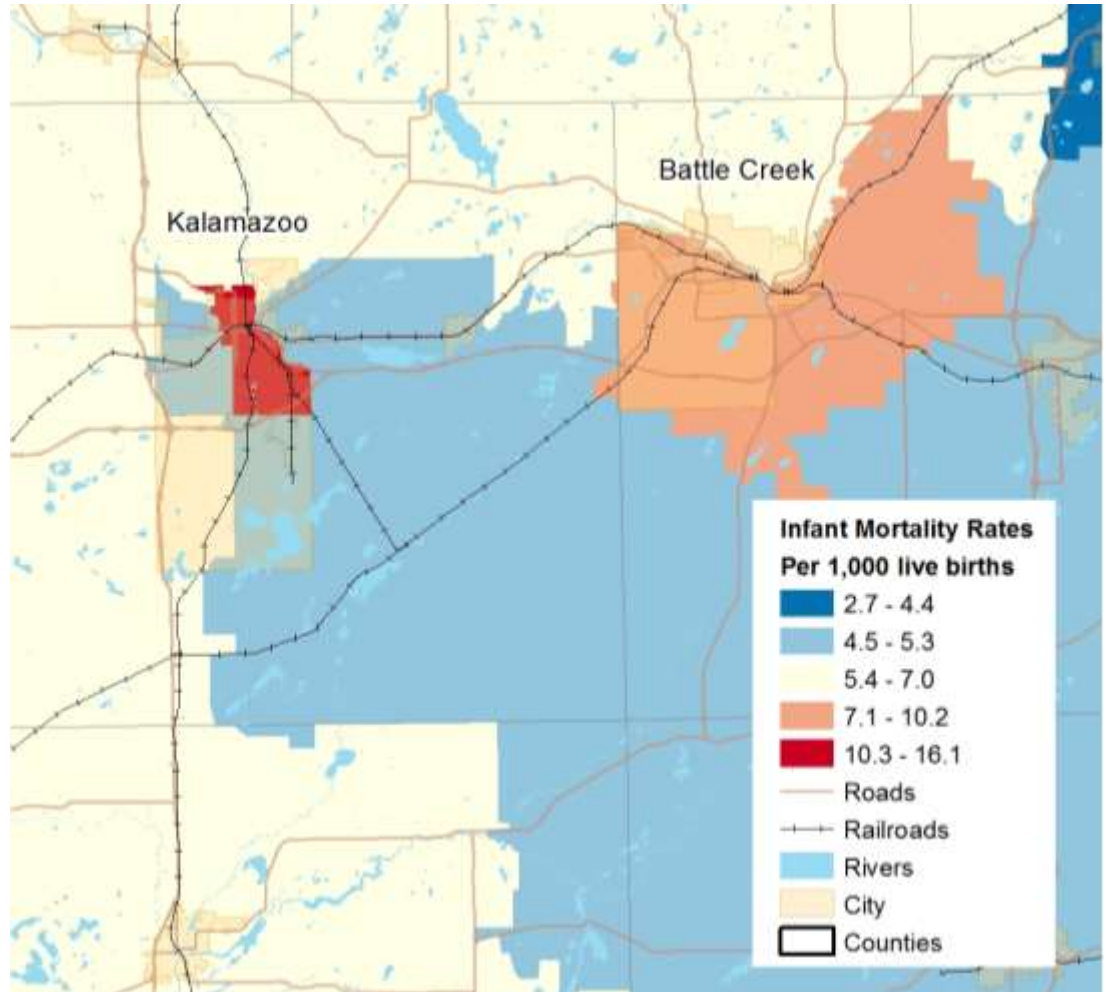 Kalamazoo
Battle Creek
Infant Mortality Rates
Per 1,000 live births
2.7 - 4.4
4.5 - 5.3
5.4 - 7.0
7.1 - 10.2
10.3 - 16.1
Roads
Railroads
Rivers
City
Counties